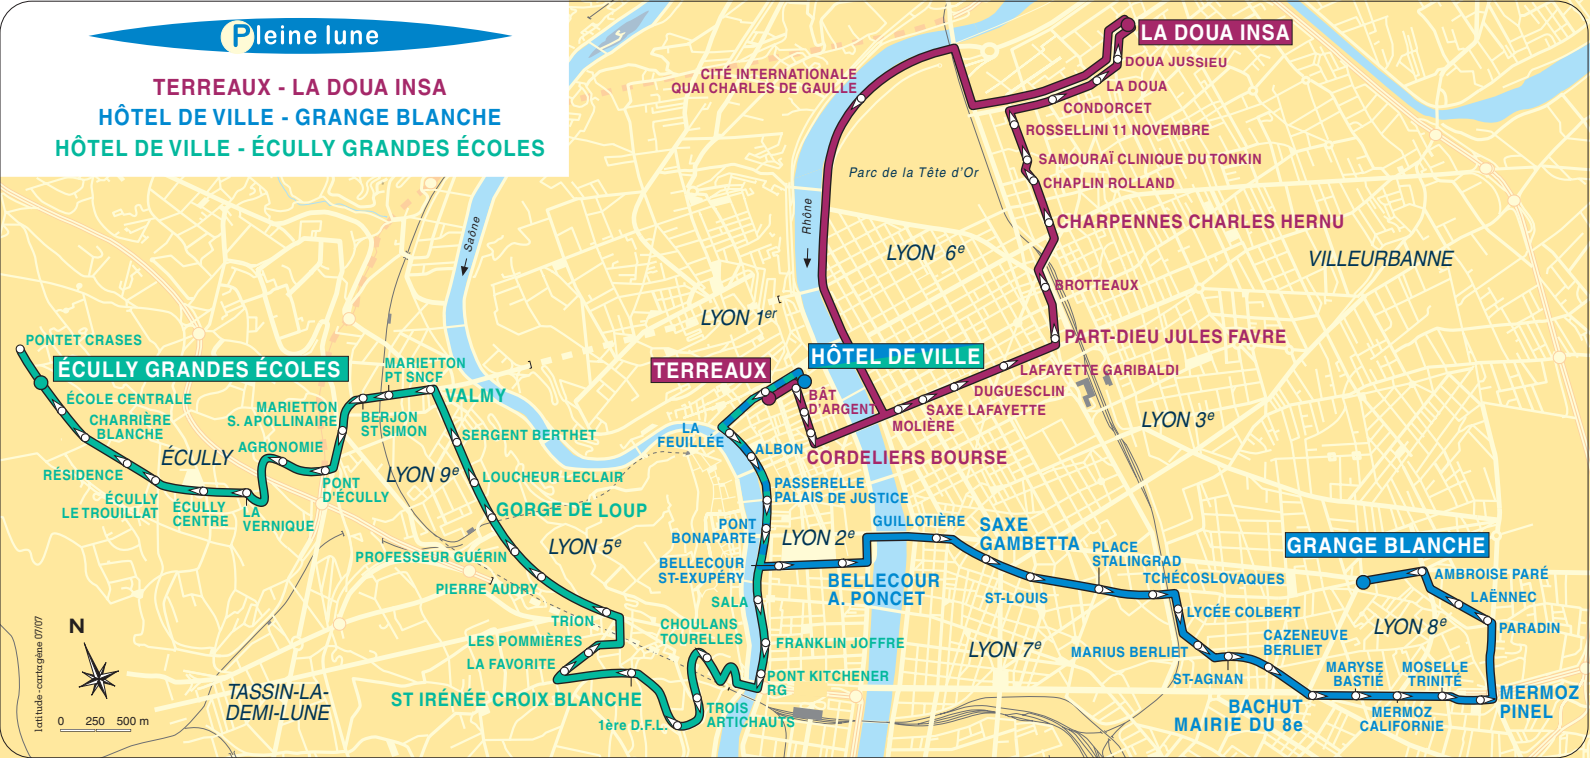 Pleine lune
TERREAUX - LA DOUA INSA
HÔTEL DE VILLE - GRANGE BLANCHE
HÔTEL DE VILLE - ÉCULLY GRANDES ÉCOLES
LA DOUA INSA
DOUA JUSSIEU
LA DOUA
CONDORCET
ROSSELLINI 11 NOVEMBRE
SAMOURAÏ CLINIQUE DU TONKIN
CHAPLIN ROLLAND
CHARPENNES CHARLES HERNU
BROTTEAUX
PART-DIEU JULES FAVRE
LAFAYETTE GARIBALDI
DUGUESCLIN
SAXE LAFAYETTE
MOLIÈRE
CITÉ INTERNATIONALE
QUAI CHARLES DE GAULLE
Parc de la Tête d'Or
Rhône
Saône
LYON 6e
VILLEURBANNE
LYON 1er
LYON 3e
TERREAUX
HÔTEL DE VILLE
BÂT
D'ARGENT
CORDELIERS BOURSE
LA
FEUILLÉE
ALBON
PASSERELLE
PALAIS DE JUSTICE
PONT
BONAPARTE
LYON 2e
BELLECOUR
ST-EXUPÉRY
BELLECOUR
A. PONCET
GUILLOTIÈRE
SAXE
GAMBETTA
ST-LOUIS
PLACE
STALINGRAD
TCHÉCOSLOVAQUES
LYCÉE COLBERT
MARIUS BERLIET
ST-AGNAN
CAZENEUVE
BERLIET
BACHUT
MAIRIE DU 8e
MARYSE
BASTIÉ
MERMOZ
CALIFORNIE
MOSELLE
TRINITÉ
MERMOZ
PINEL
PARADIN
LAËNNEC
AMBROISE PARÉ
GRANGE BLANCHE
LYON 8e
LYON 7e
SALA
FRANKLIN JOFFRE
PONT KITCHENER
RG
CHOULANS
TOURELLES
TROIS
ARTICHAUTS
1ère D.F.L.
ST IRÉNÉE CROIX BLANCHE
LA FAVORITE
LES POMMIÈRES
TRION
PIERRE AUDRY
PROFESSEUR GUÉRIN
LYON 5e
GORGE DE LOUP
LOUCHEUR LECLAIR
SERGENT BERTHET
VALMY
LYON 9e
MARIETTON
PT SNCF
BERJON
ST SIMON
MARIETTON
S. APOLLINAIRE
PONT
D'ÉCULLY
AGRONOMIE
ÉCULLY
LA
VERNIQUE
ÉCULLY
CENTRE
ÉCULLY
LE TROUILLAT
RÉSIDENCE
CHARRIÈRE
BLANCHE
ÉCOLE CENTRALE
ÉCULLY GRANDES ÉCOLES
PONTET CRASES
TASSIN-LA-
DEMI-LUNE
N
0 250 500 m
latitude-cartagène 07/07